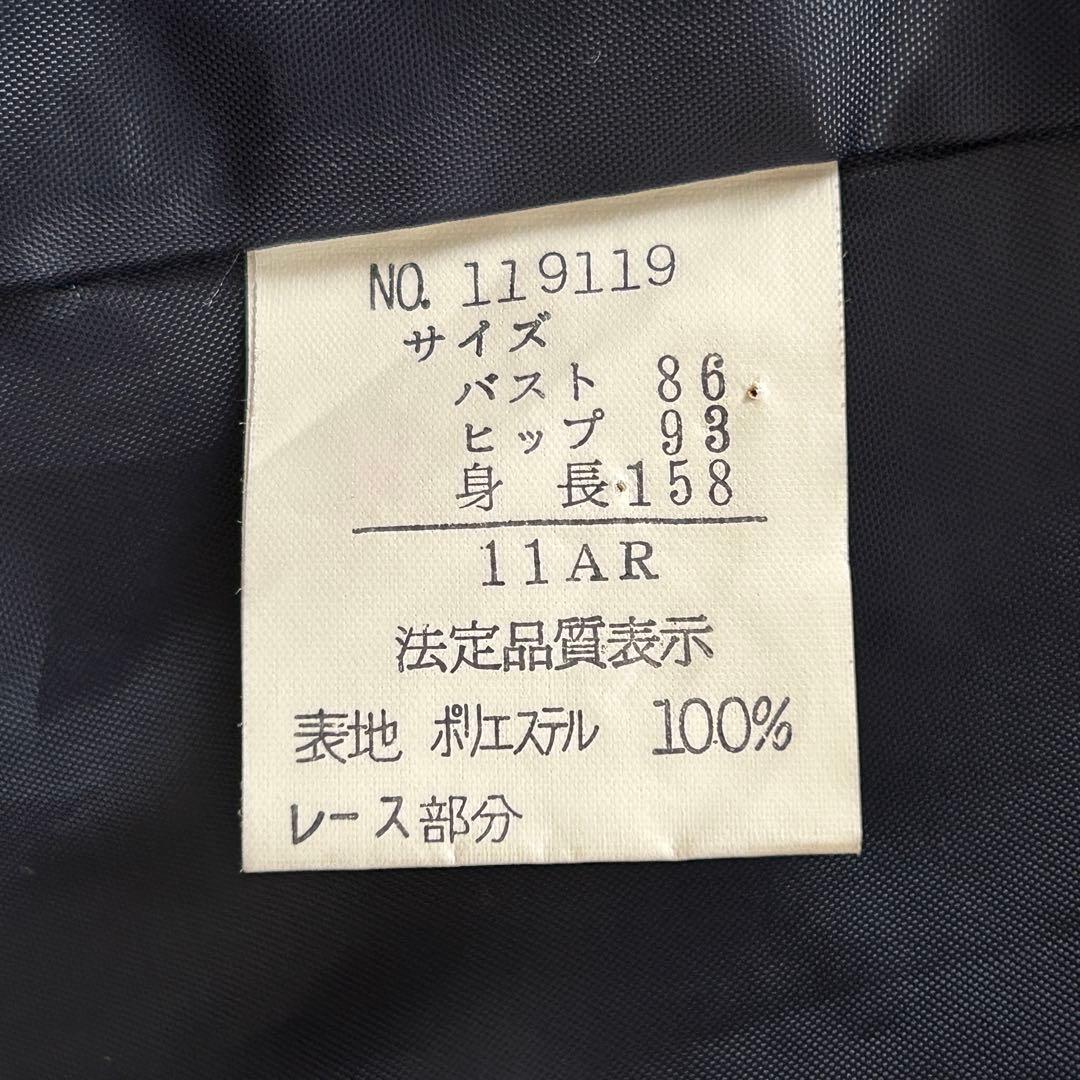 NO. 119119
サイズ
バスト 86
ヒップ 93
身長 158
11AR
法定品質表示
表地 ポリエステル 100%
レース部分